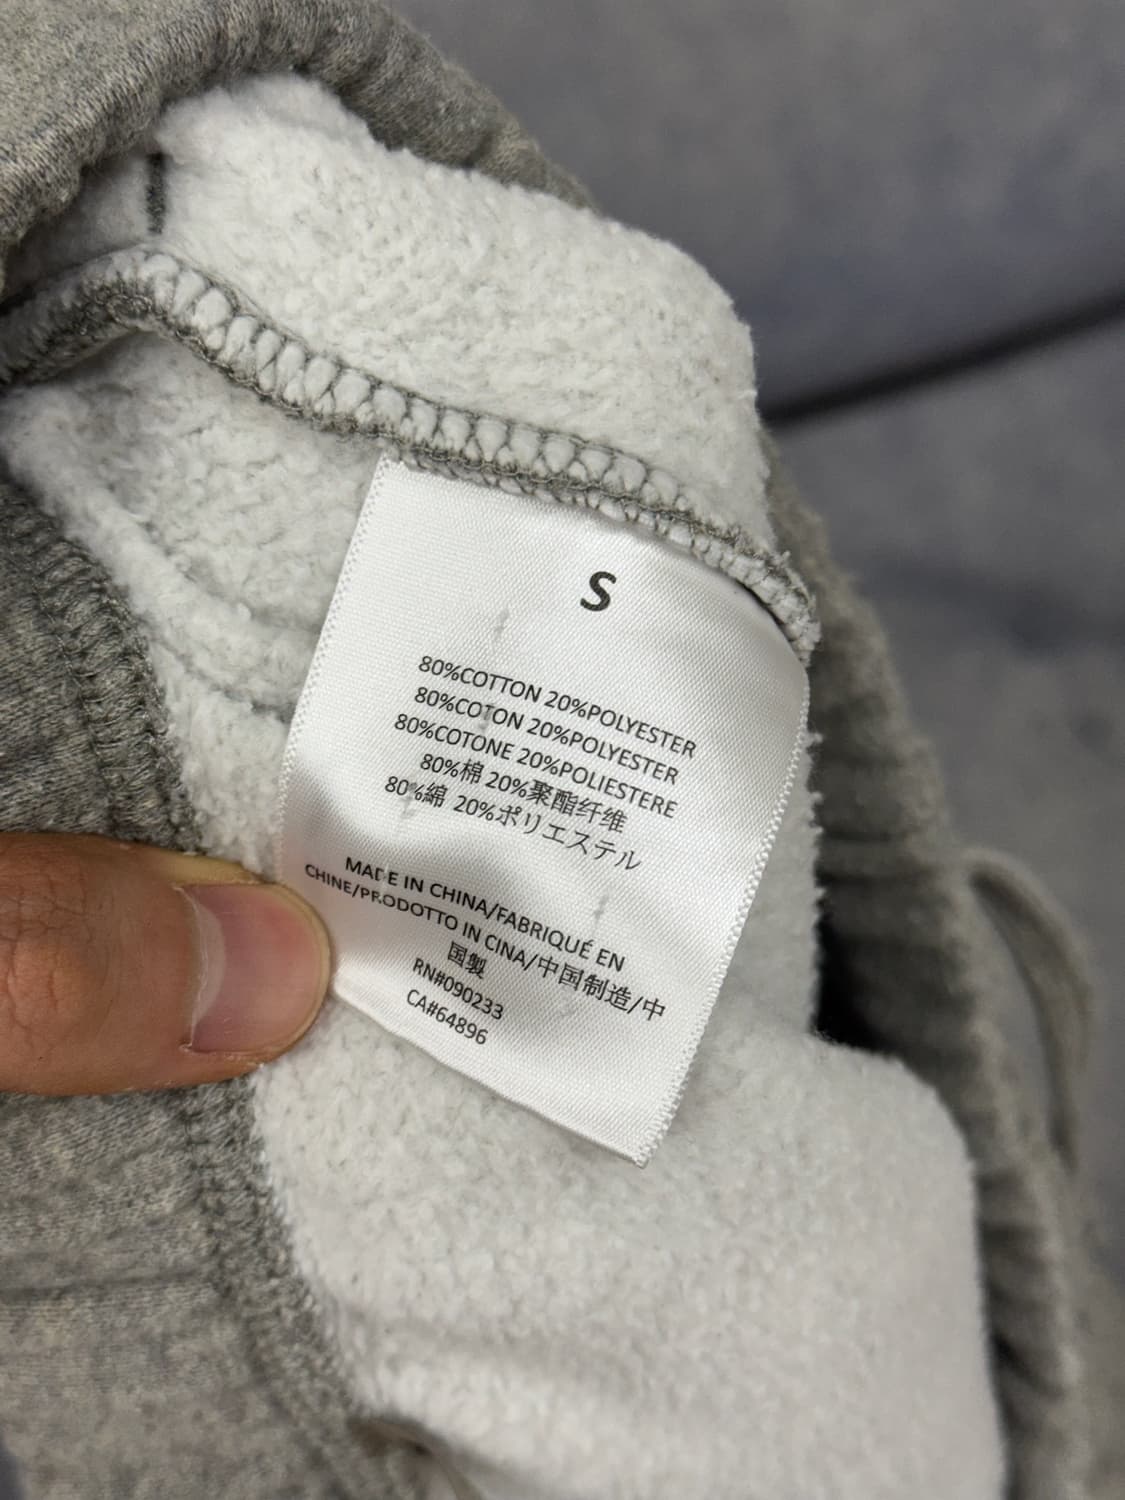 S
80%COTTON 20%POLYESTER
80%COTON 20%POLYESTER
80%COTONE 20%POLIESTERE
80%棉 20%聚酯纤维
80%綿 20%ポリエステル
MADE IN CHINA/FABRIQUÉ EN
CHINE/PRODOTTO IN CINA/中国制造/中
国製
RN#090233
CA#64896